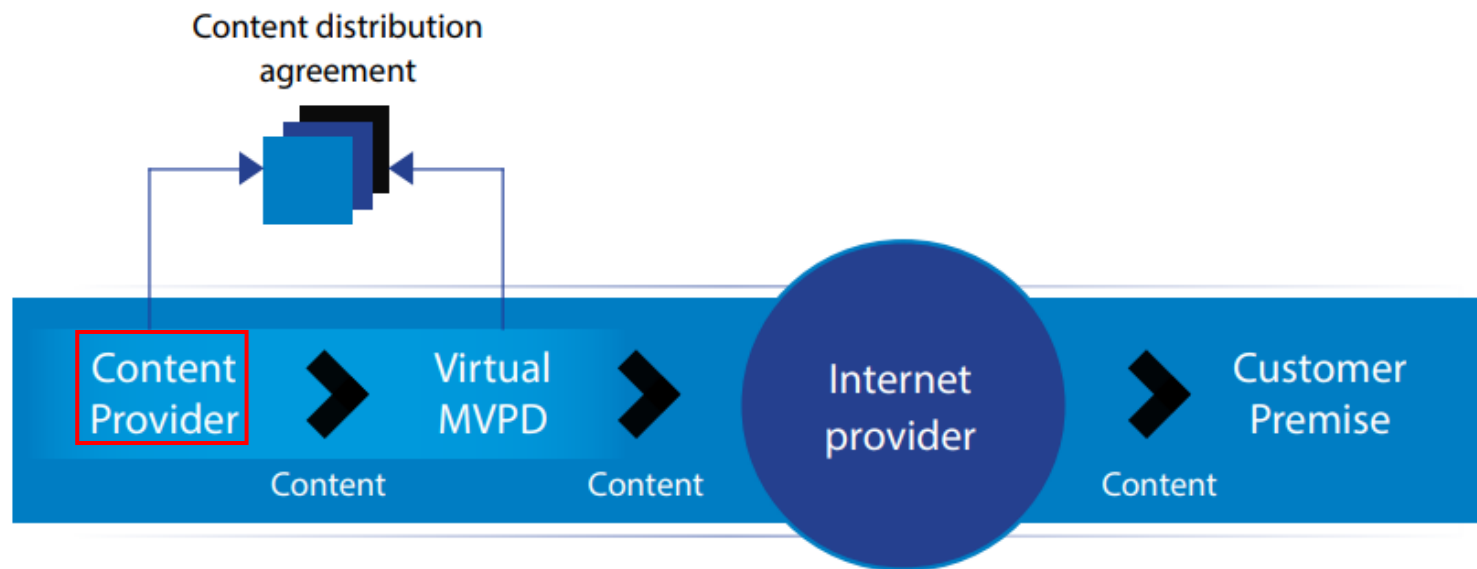 Content distribution
agreement
Content
Provider
Virtual
MVPD
Internet
provider
Customer
Premise
Content
Content
Content